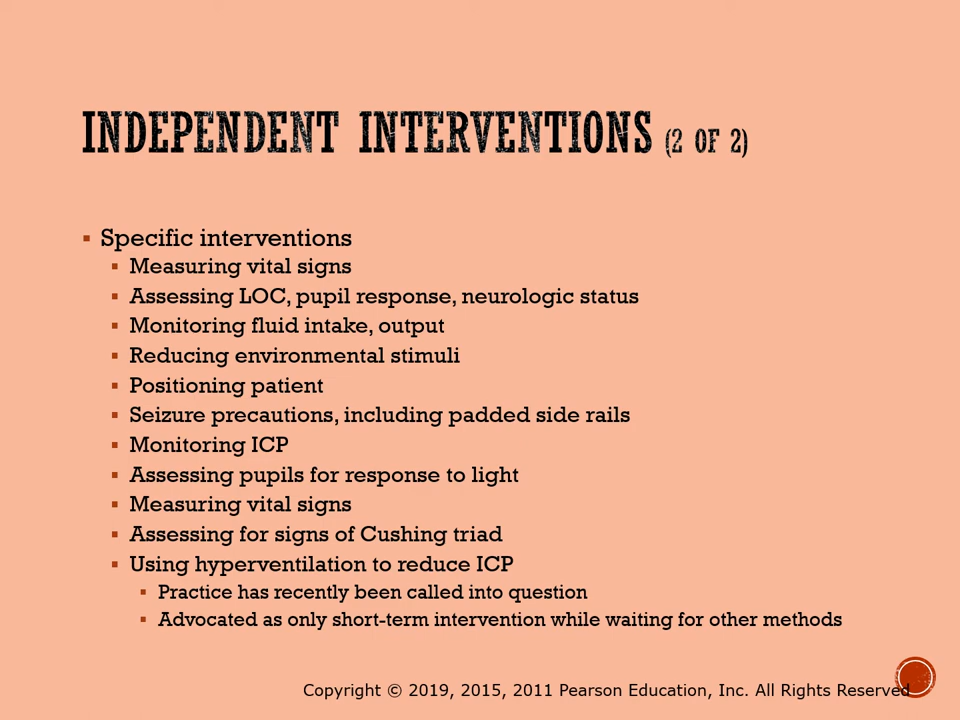 INDEPENDENT INTERVENTIONS (2 OF 2)
▪ Specific interventions
▪ Measuring vital signs
▪ Assessing LOC, pupil response, neurologic status
▪ Monitoring fluid intake, output
▪ Reducing environmental stimuli
▪ Positioning patient
▪ Seizure precautions, including padded side rails
▪ Monitoring ICP
▪ Assessing pupils for response to light
▪ Measuring vital signs
▪ Assessing for signs of Cushing triad
▪ Using hyperventilation to reduce ICP
▪ Practice has recently been called into question
▪ Advocated as only short-term intervention while waiting for other methods
Copyright © 2019, 2015, 2011 Pearson Education, Inc. All Rights Reserved